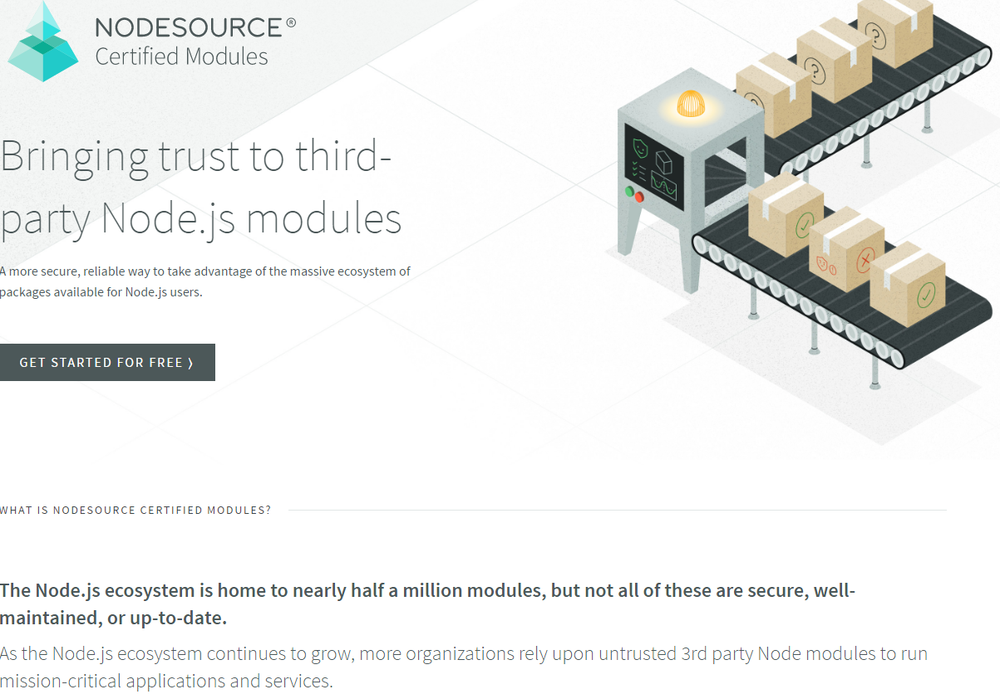 NODESOURCE®
Certified Modules
Bringing trust to third-
party Node.js modules
A more secure, reliable way to take advantage of the massive ecosystem of
packages available for Node.js users.
GET STARTED FOR FREE ⟩
? ? ?
WHAT IS NODESOURCE CERTIFIED MODULES?
The Node.js ecosystem is home to nearly half a million modules, but not all of these are secure, well-
maintained, or up-to-date.
As the Node.js ecosystem continues to grow, more organizations rely upon untrusted 3rd party Node modules to run
mission-critical applications and services.